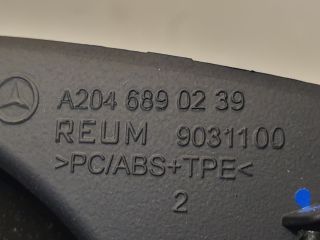 A204 689 02 39
REUM 9031100
>PC/ABS+TPE<
2